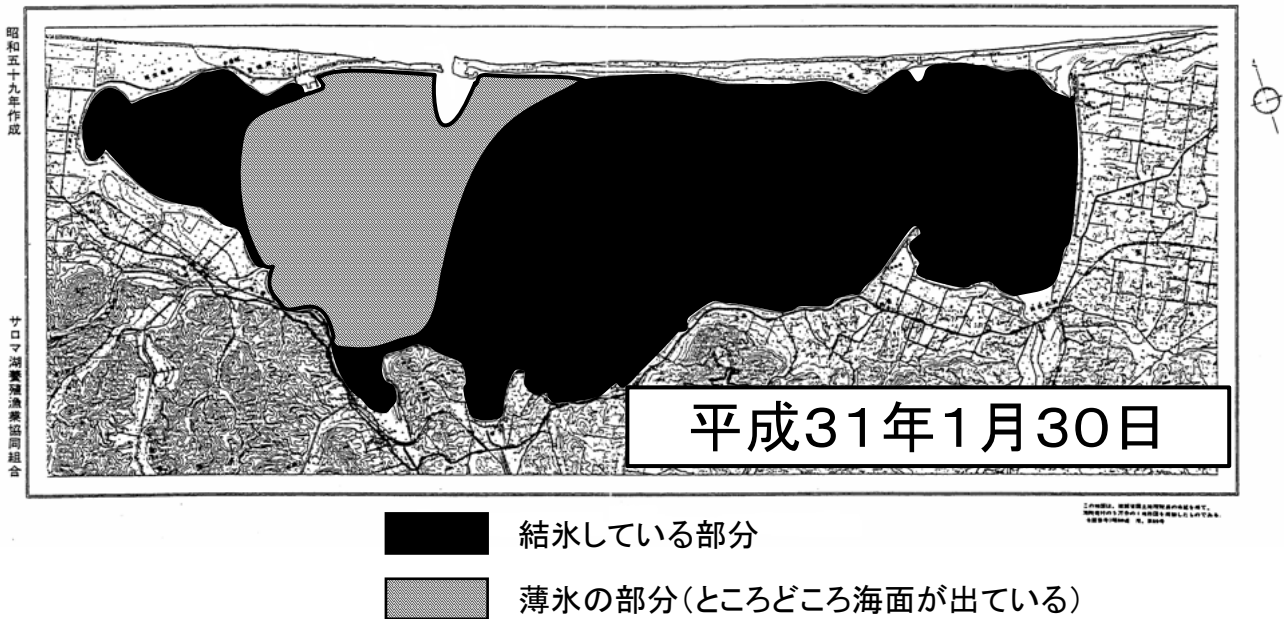 昭和五十九年作成
サロマ湖養殖漁業協同組合
平成31年1月30日
結氷している部分
薄氷の部分(ところどころ海面が出ている)